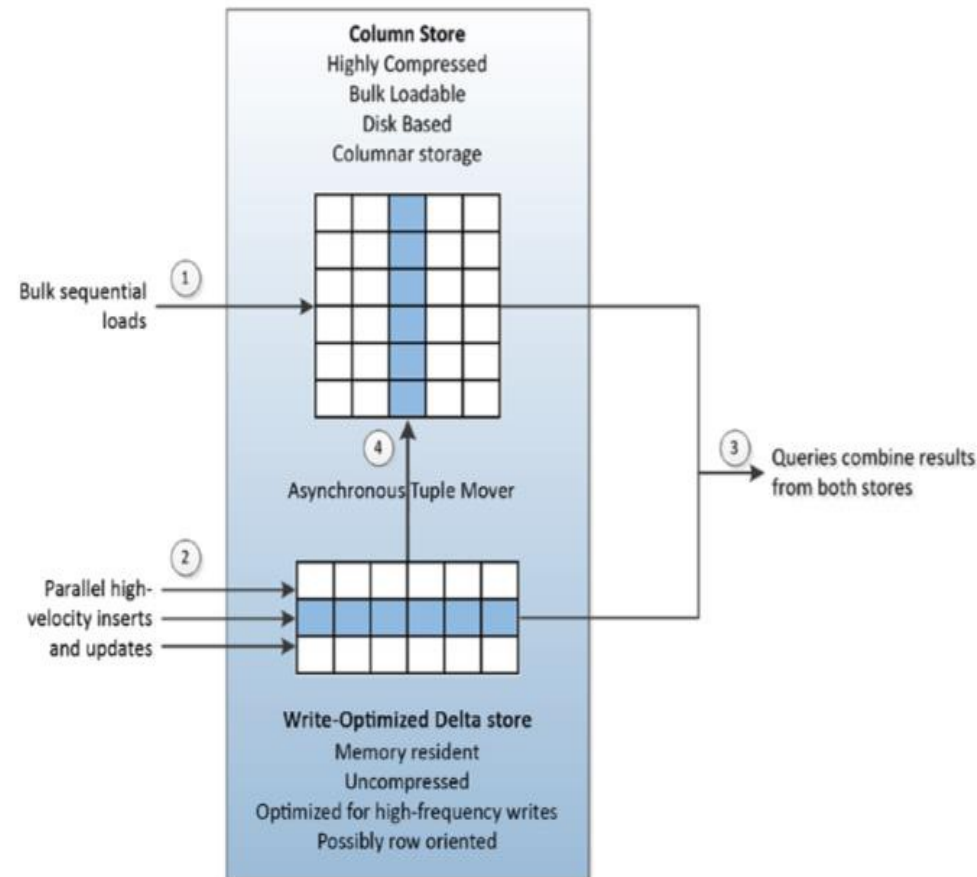 Column Store
Highly Compressed
Bulk Loadable
Disk Based
Columnar storage
1
Bulk sequential
loads
4
Asynchronous Tuple Mover
3
Queries combine results
from both stores
2
Parallel high-
velocity inserts
and updates
Write-Optimized Delta store
Memory resident
Uncompressed
Optimized for high-frequency writes
Possibly row oriented